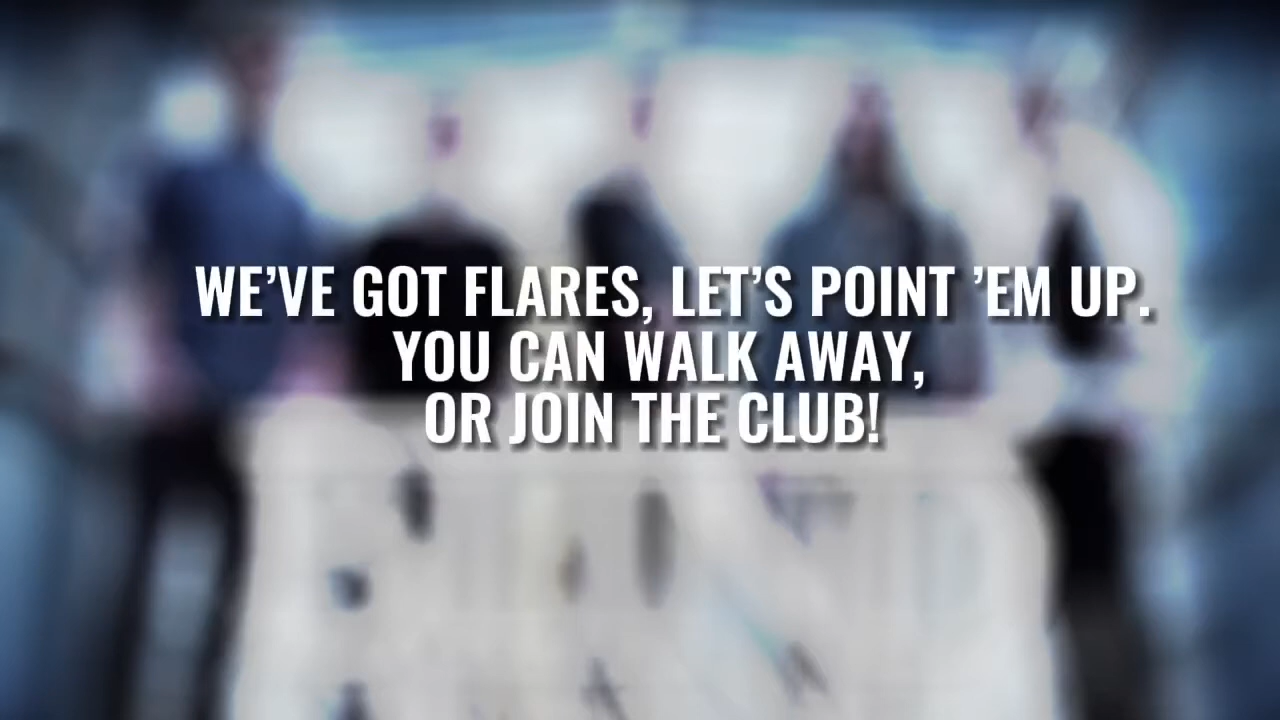 WE’VE GOT FLARES, LET’S POINT ’EM UP.
YOU CAN WALK AWAY,
OR JOIN THE CLUB!